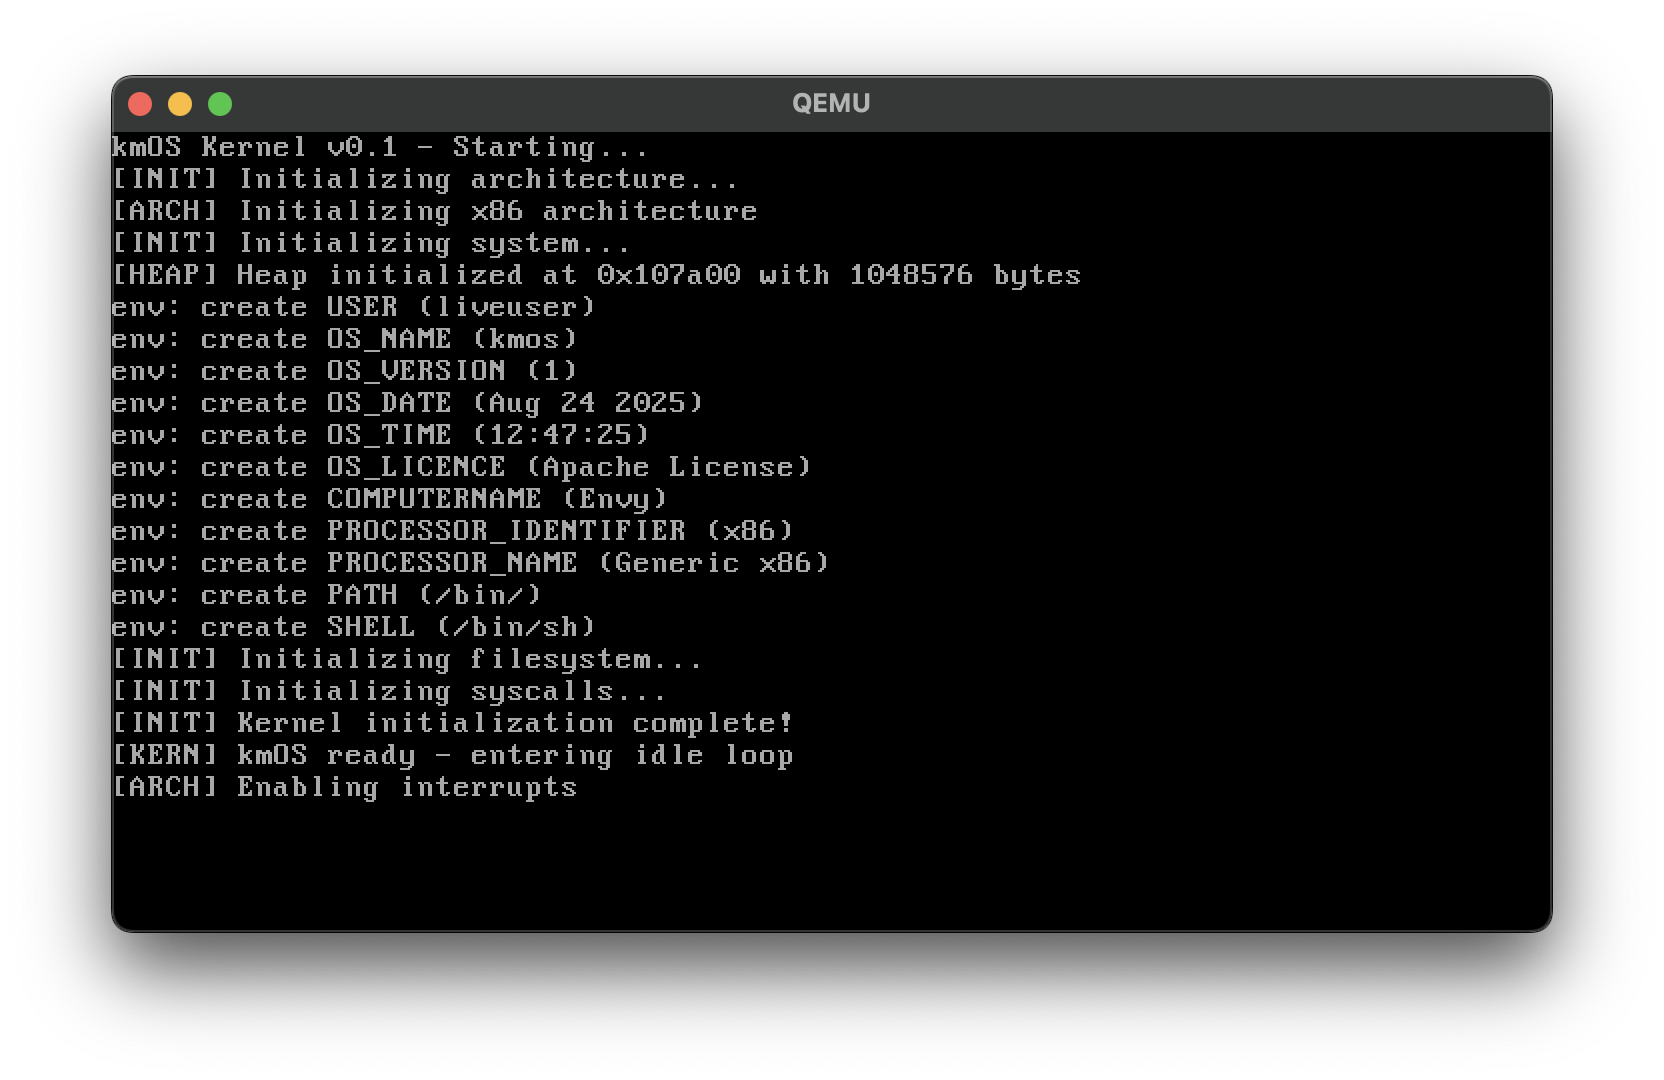 QEMU
kmOS Kernel v0.1 - Starting...
[INIT] Initializing architecture...
[ARCH] Initializing x86 architecture
[INIT] Initializing system...
[HEAP] Heap initialized at 0x107a00 with 1048576 bytes
env: create USER (liveuser)
env: create OS_NAME (kmos)
env: create OS_VERSION (1)
env: create OS_DATE (Aug 24 2025)
env: create OS_TIME (12:47:25)
env: create OS_LICENCE (Apache License)
env: create COMPUTERNAME (Envy)
env: create PROCESSOR_IDENTIFIER (x86)
env: create PROCESSOR_NAME (Generic x86)
env: create PATH (/bin/)
env: create SHELL (/bin/sh)
[INIT] Initializing filesystem...
[INIT] Initializing syscalls...
[INIT] Kernel initialization complete!
[KERN] kmOS ready - entering idle loop
[ARCH] Enabling interrupts